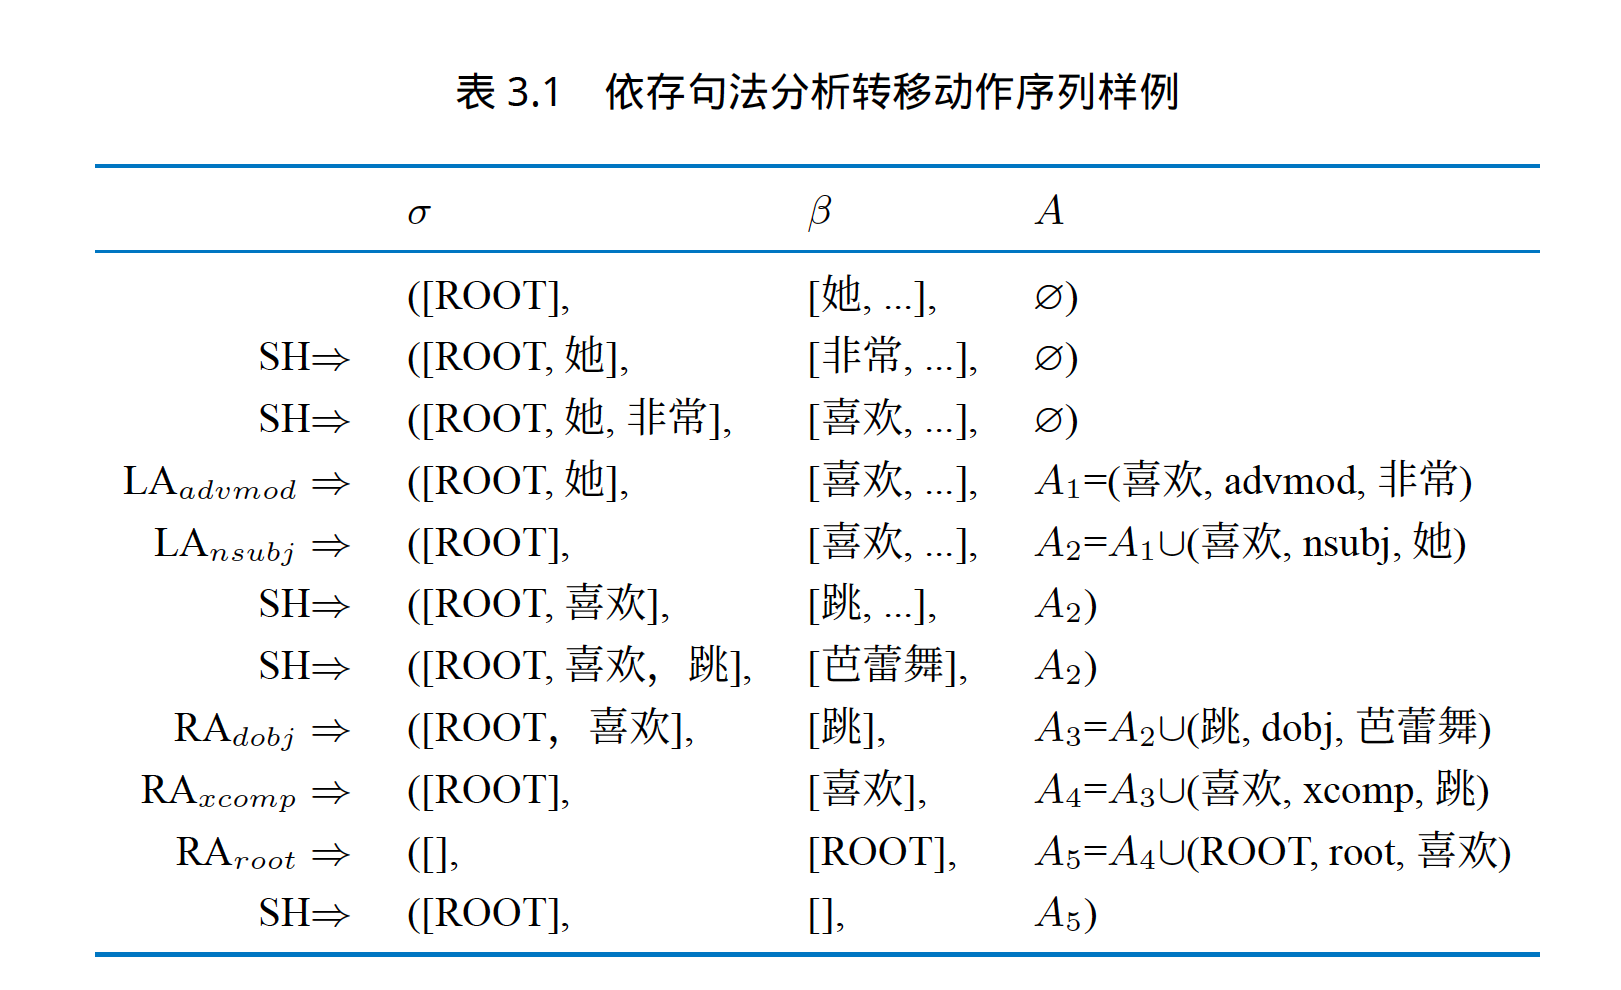 表 3.1 依存句法分析转移动作序列样例
σ β A
([ROOT], [她, ...], ∅)
SH⇒ ([ROOT, 她], [非常, ...], ∅)
SH⇒ ([ROOT, 她, 非常], [喜欢, ...], ∅)
LAadvmod ⇒ ([ROOT, 她], [喜欢, ...], A1=(喜欢, advmod, 非常)
LAnsubj ⇒ ([ROOT], [喜欢, ...], A2=A1∪(喜欢, nsubj, 她)
SH⇒ ([ROOT, 喜欢], [跳, ...], A2)
SH⇒ ([ROOT, 喜欢，跳], [芭蕾舞], A2)
RAdobj ⇒ ([ROOT，喜欢], [跳], A3=A2∪(跳, dobj, 芭蕾舞)
RAxcomp ⇒ ([ROOT], [喜欢], A4=A3∪(喜欢, xcomp, 跳)
RAroot ⇒ ([], [ROOT], A5=A4∪(ROOT, root, 喜欢)
SH⇒ ([ROOT], [], A5)